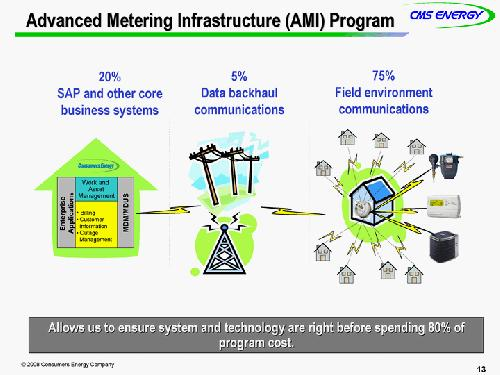 Advanced Metering Infrastructure (AMI) Program
CMS ENERGY
20%
SAP and other core
business systems
5%
Data backhaul
communications
75%
Field environment
communications
Consumers Energy
Enterprise
Applications
Work and
Asset
Management
• Billing
• Customer
Information
• Outage
Management
MDM/MCUS
Allows us to ensure system and technology are right before spending 80% of
program cost.
© 2008 Consumers Energy Company
13